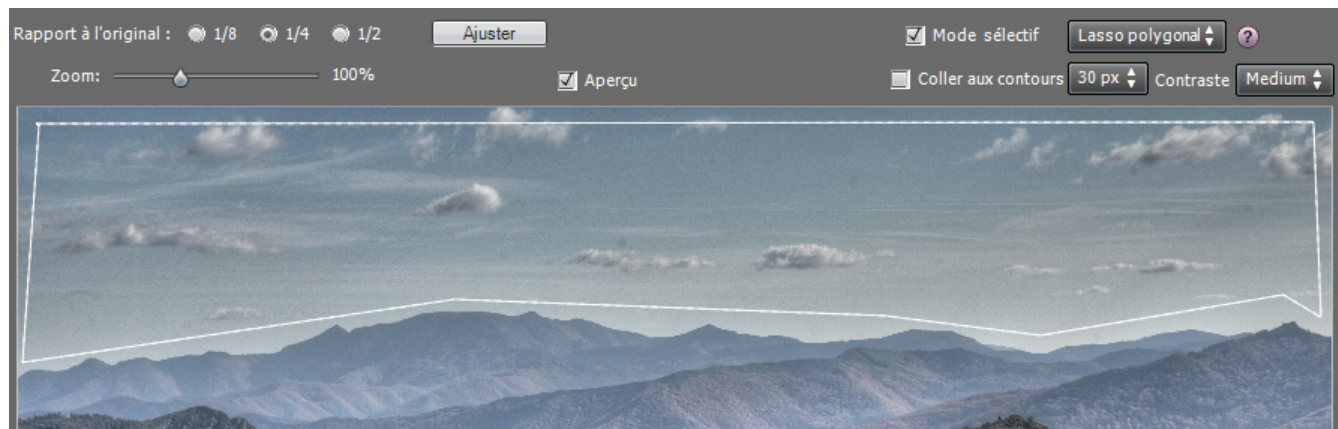 Rapport à l'original : 1/8 1/4 1/2 Ajuster Mode sélectif Lasso polygonal ?
Zoom: 100% Aperçu Coller aux contours 30 px Contraste Medium